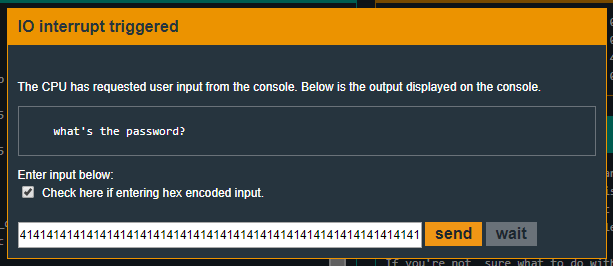 IO interrupt triggered
The CPU has requested user input from the console. Below is the output displayed on the console.
what's the password?
Enter input below:
Check here if entering hex encoded input.
414141414141414141414141414141414141414141414141414141414141
send
wait
If you're not sure what to do with